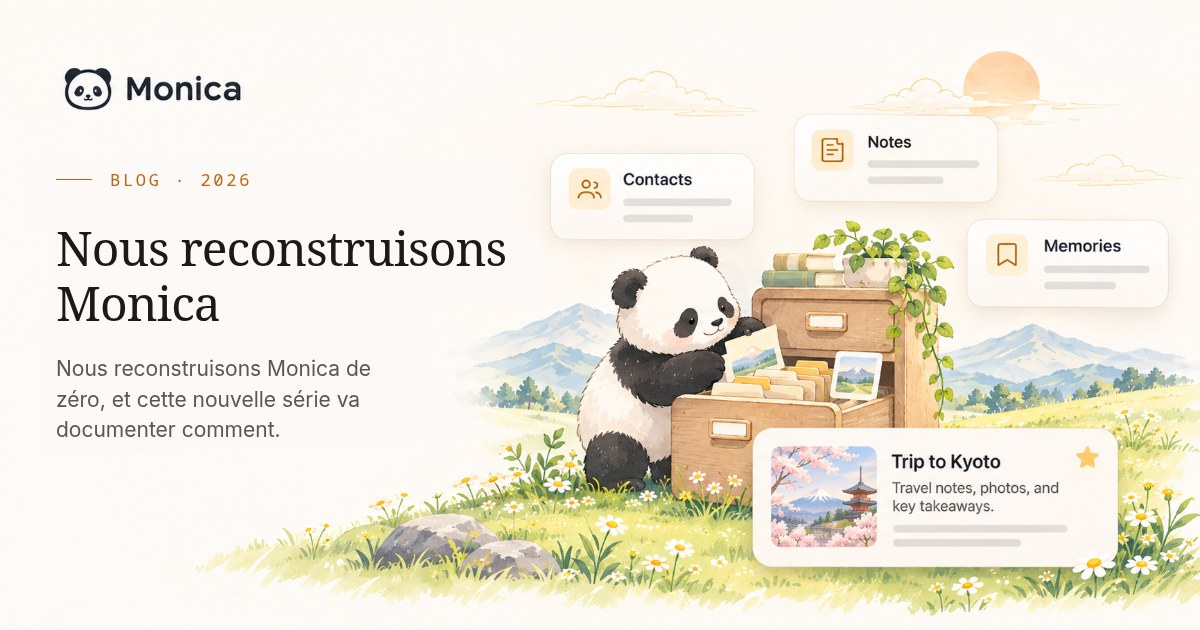 Monica
BLOG · 2026
Nous reconstruisons
Monica
Nous reconstruisons Monica de
zéro, et cette nouvelle série va
documenter comment.
Contacts
Notes
Memories
Trip to Kyoto
Travel notes, photos, and
key takeaways.